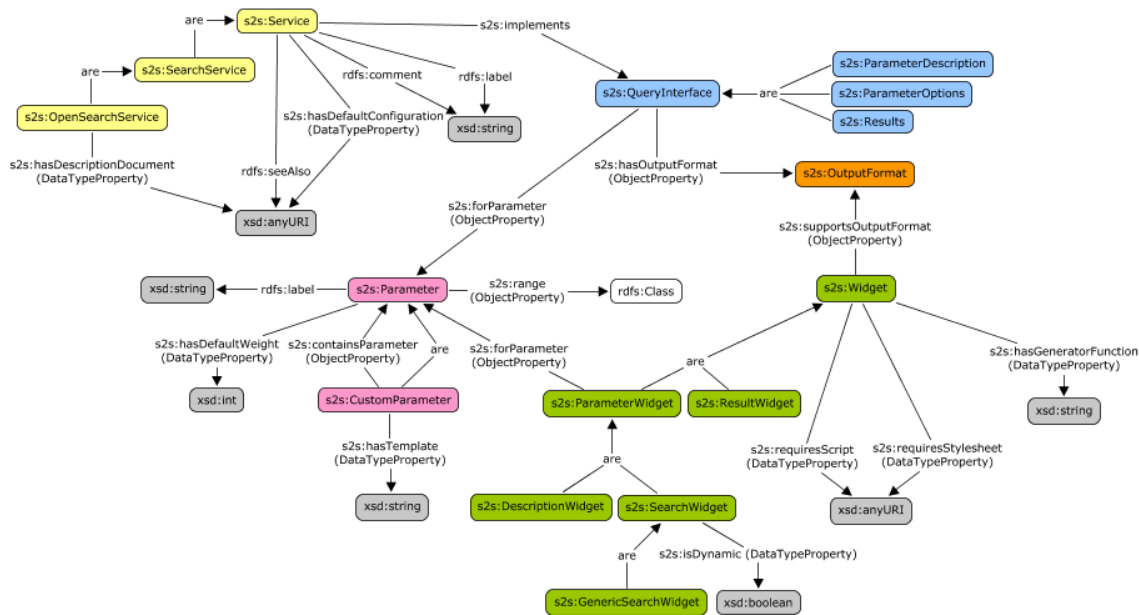 s2s:Service
are
s2s:implements
s2s:SearchService
s2s:ParameterDescription
are
rdfs:comment
rdfs:label
s2s:QueryInterface
are
s2s:ParameterOptions
s2s:OpenSearchService
s2s:hasDefaultConfiguration
(DataTypeProperty)
xsd:string
s2s:Results
s2s:hasDescriptionDocument
(DataTypeProperty)
rdfs:seeAlso
s2s:hasOutputFormat
(ObjectProperty)
s2s:OutputFormat
xsd:anyURI
s2s:forParameter
(ObjectProperty)
s2s:supportsOutputFormat
(ObjectProperty)
xsd:string
rdfs:label
s2s:Parameter
s2s:range
(ObjectProperty)
rdfs:Class
s2s:Widget
s2s:hasDefaultWeight
(DataTypeProperty)
s2s:containsParameter
(ObjectProperty)
are
s2s:forParameter
(ObjectProperty)
are
s2s:hasGeneratorFunction
(DataTypeProperty)
xsd:int
s2s:CustomParameter
s2s:ParameterWidget
s2s:ResultWidget
xsd:string
s2s:hasTemplate
(DataTypeProperty)
are
s2s:requiresScript
(DataTypeProperty)
s2s:requiresStylesheet
(DataTypeProperty)
xsd:string
s2s:DescriptionWidget
s2s:SearchWidget
xsd:anyURI
are
s2s:isDynamic (DataTypeProperty)
s2s:GenericSearchWidget
xsd:boolean